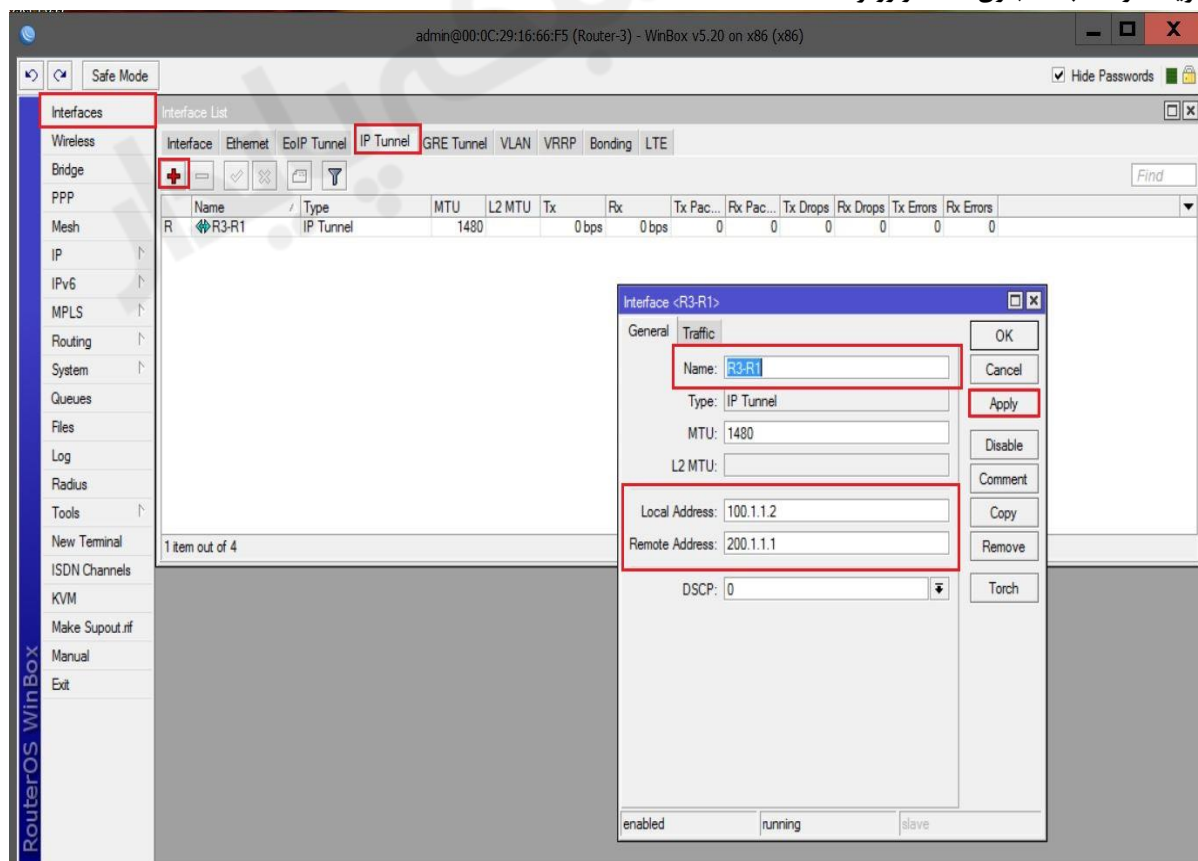 admin@00:0C:29:16:66:F5 (Router-3) - WinBox v5.20 on x86 (x86)
Safe Mode
Hide Passwords
Interfaces
Wireless
Bridge
PPP
Mesh
IP
IPv6
MPLS
Routing
System
Queues
Files
Log
Radius
Tools
New Terminal
ISDN Channels
KVM
Make Supout.rif
Manual
Exit
RouterOS WinBox
Interface List
Interface Ethernet EoIP Tunnel IP Tunnel GRE Tunnel VLAN VRRP Bonding LTE
Find
Name Type MTU L2 MTU Tx Rx Tx Pac... Rx Pac... Tx Drops Rx Drops Tx Errors Rx Errors
R R3-R1 IP Tunnel 1480 0 bps 0 bps 0 0 0 0 0 0
1 item out of 4
Interface <R3-R1>
General Traffic
Name: R3-R1
Type: IP Tunnel
MTU: 1480
L2 MTU:
Local Address: 100.1.1.2
Remote Address: 200.1.1.1
DSCP: 0
OK
Cancel
Apply
Disable
Comment
Copy
Remove
Torch
enabled running slave